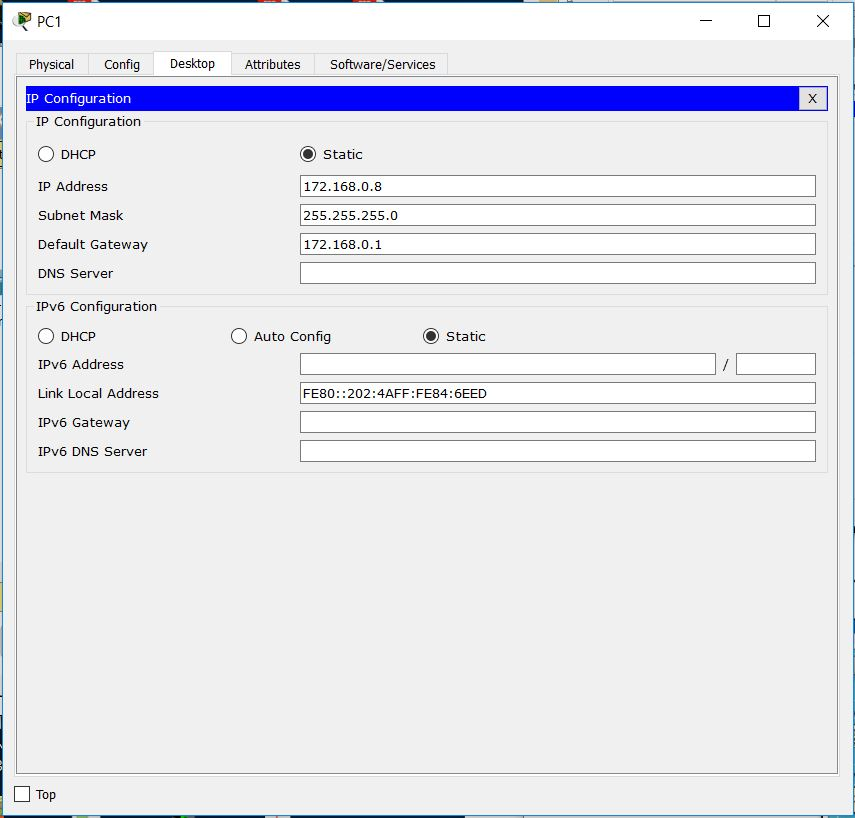 PC1
Physical Config Desktop Attributes Software/Services
IP Configuration X
IP Configuration
DHCP Static
IP Address 172.168.0.8
Subnet Mask 255.255.255.0
Default Gateway 172.168.0.1
DNS Server
IPv6 Configuration
DHCP Auto Config Static
IPv6 Address /
Link Local Address FE80::202:4AFF:FE84:6EED
IPv6 Gateway
IPv6 DNS Server
Top